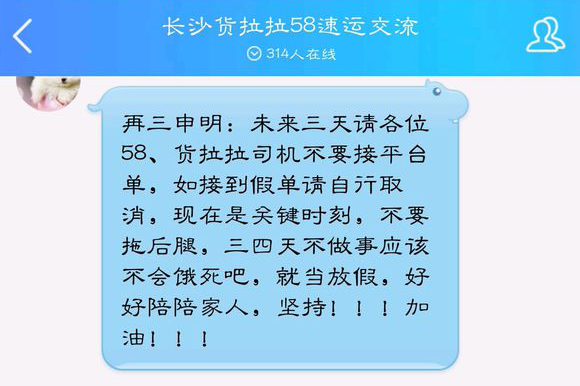 长沙货拉拉58速运交流
314人在线
再三申明：未来三天请各位
58、货拉拉司机不要接平台
单，如接到假单请自行取
消，现在是关键时刻，不要
拖后腿，三四天不做事应该
不会饿死吧，就当放假，好
好陪陪家人，坚持！！！加
油！！！